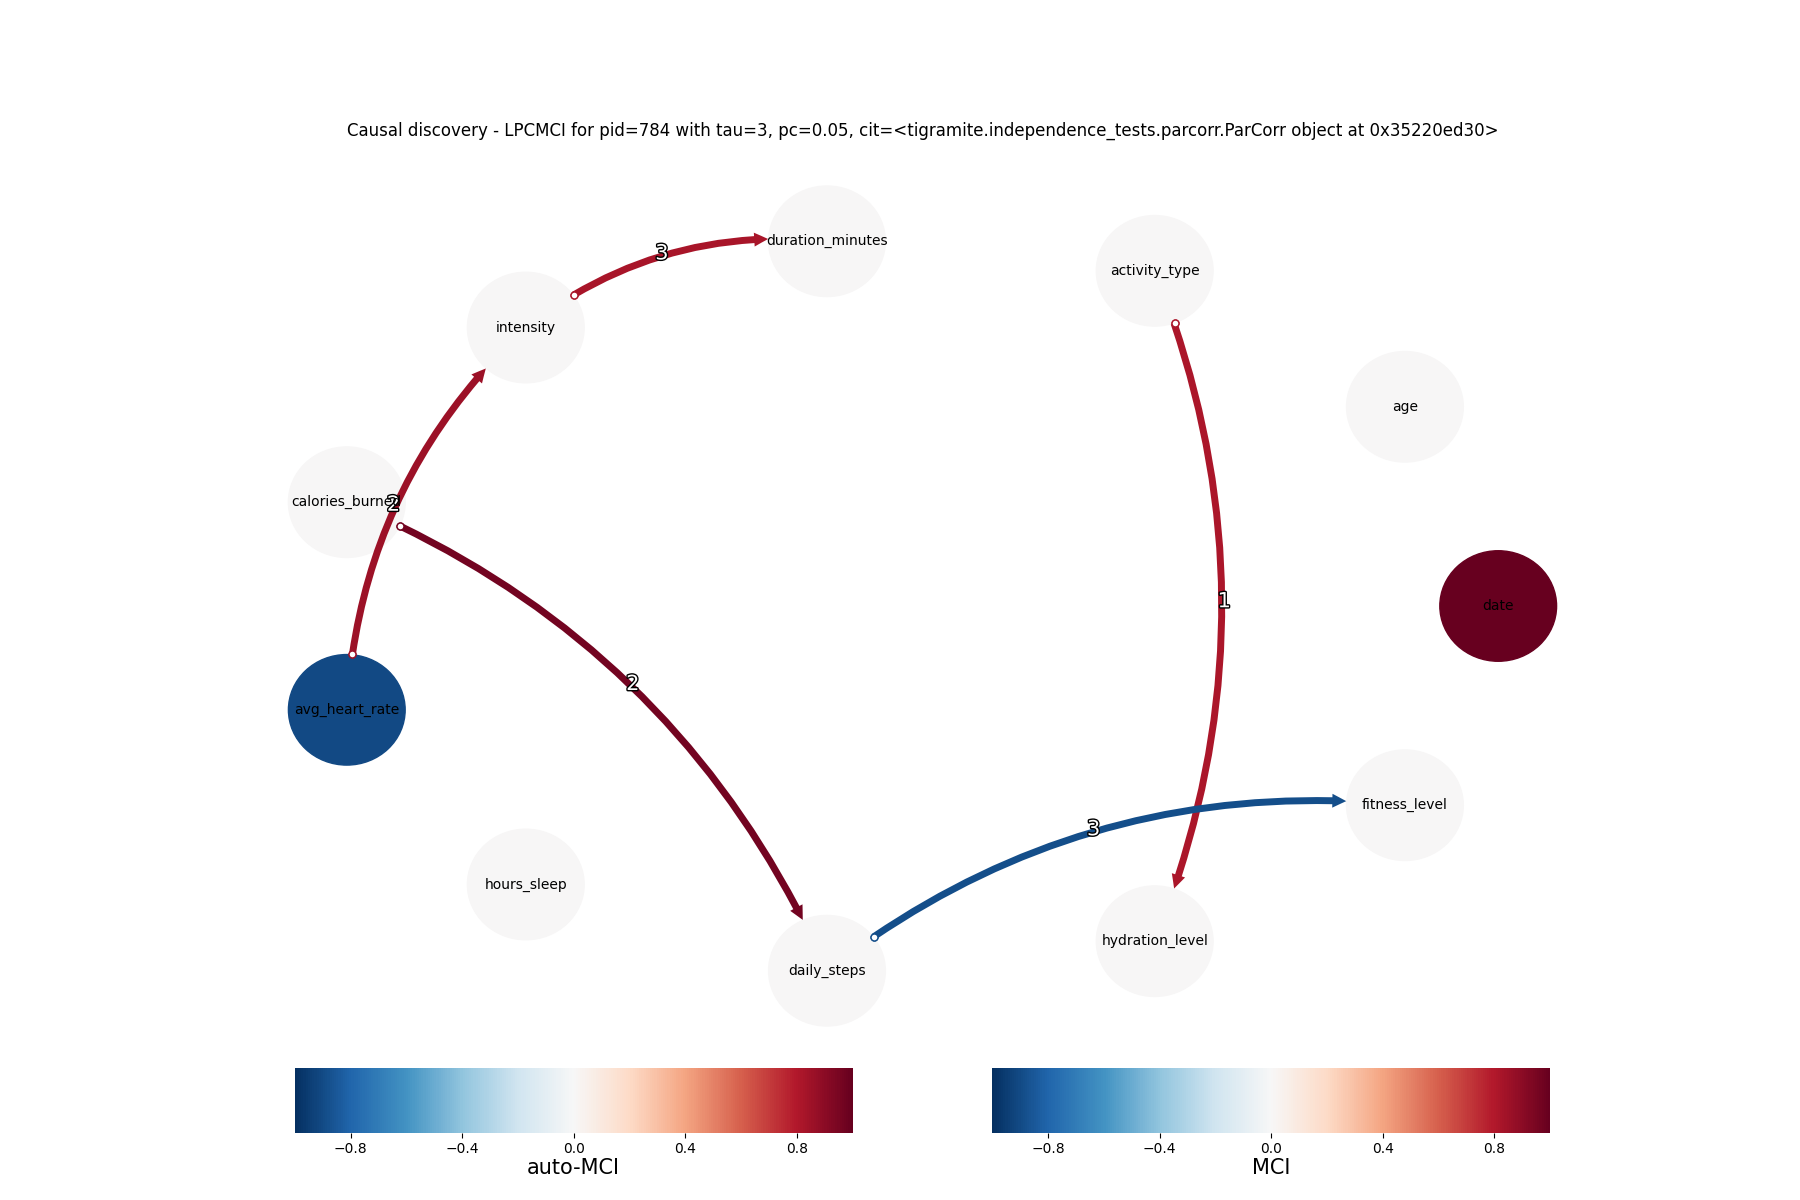 Causal discovery - LPCMCI for pid=784 with tau=3, pc=0.05, cit=<tigramite.independence_tests.parcorr.ParCorr object at 0x35220ed30>
duration_minutes
3
activity_type
intensity
age
calories_burned
2
1
date
2
avg_heart_rate
fitness_level
3
hours_sleep
hydration_level
daily_steps
−0.8 −0.4 0.0 0.4 0.8
auto-MCI
−0.8 −0.4 0.0 0.4 0.8
MCI